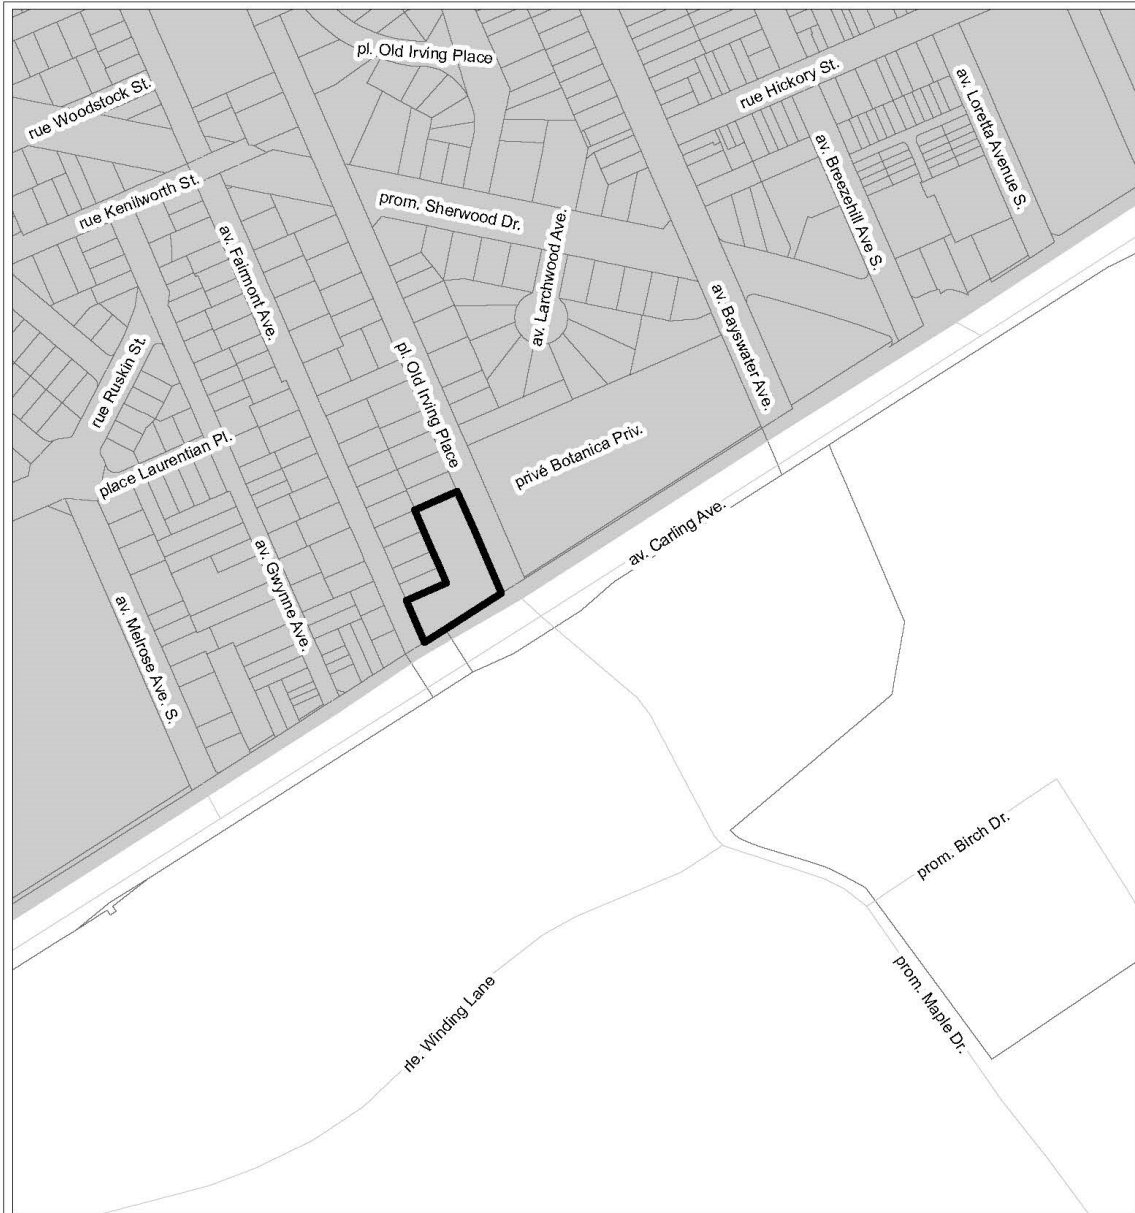 pl. Old Irving Place
rue Hickory St.
av. Loretta Avenue S.
rue Woodstock St.
av. Breezehill Ave S.
rue Kenilworth St.
prom. Sherwood Dr.
av. Fairmont Ave.
av. Larchwood Ave.
av. Bayswater Ave.
rue Ruskin St.
pl. Old Irving Place
place Laurentian Pl.
privé Botanica Priv.
av. Carling Ave.
av. Gwynne Ave.
av. Melrose Ave. S.
prom. Birch Dr.
rle. Winding Lane
prom. Maple Dr.